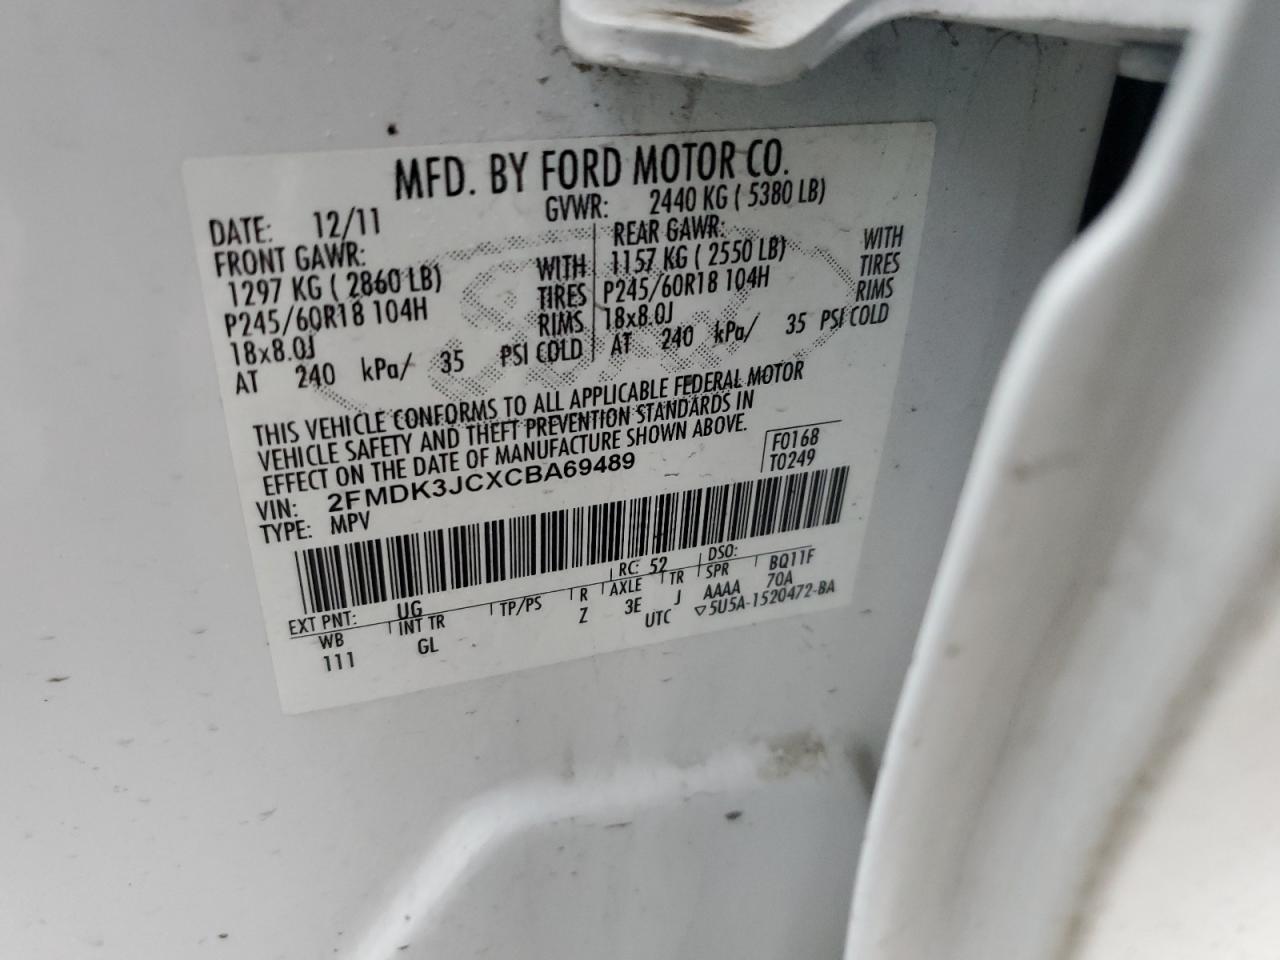 MFD. BY FORD MOTOR CO.
DATE: 12/11 GVWR: 2440 KG ( 5380 LB)
FRONT GAWR: REAR GAWR:
1297 KG ( 2860 LB) WITH 1157 KG ( 2550 LB) WITH
P245/60R18 104H TIRES P245/60R18 104H TIRES
18x8.0J RIMS 18x8.0J RIMS
AT 240 kPa/ 35 PSI COLD AT 240 kPa/ 35 PSI COLD
THIS VEHICLE CONFORMS TO ALL APPLICABLE FEDERAL MOTOR
VEHICLE SAFETY AND THEFT PREVENTION STANDARDS IN
EFFECT ON THE DATE OF MANUFACTURE SHOWN ABOVE.
VIN: 2FMDK3JCXCBA69489 F0168
TYPE: MPV T0249
EXT PNT: UG RC: 52 DSO:
WB INT TR TP/PS R AXLE TR SPR BQ11F
111 GL Z 3E J AAAA 70A
UTC ▽5U5A-1520472-BA